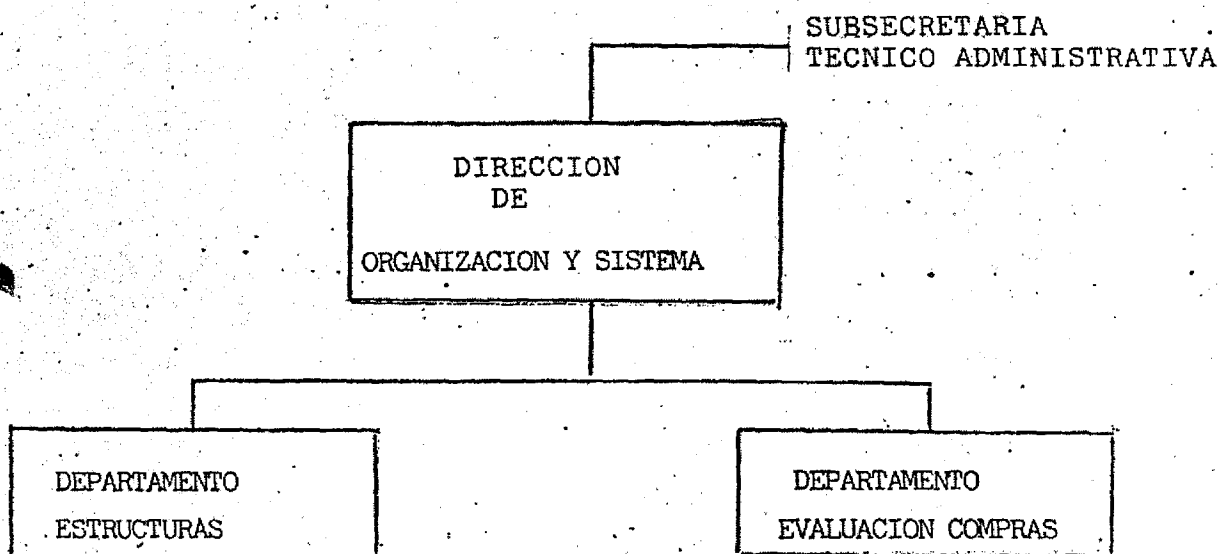 SUBSECRETARIA
TECNICO ADMINISTRATIVA
DIRECCION
DE
ORGANIZACION Y SISTEMA
DEPARTAMENTO
ESTRUCTURAS
DEPARTAMENTO
EVALUACION COMPRAS